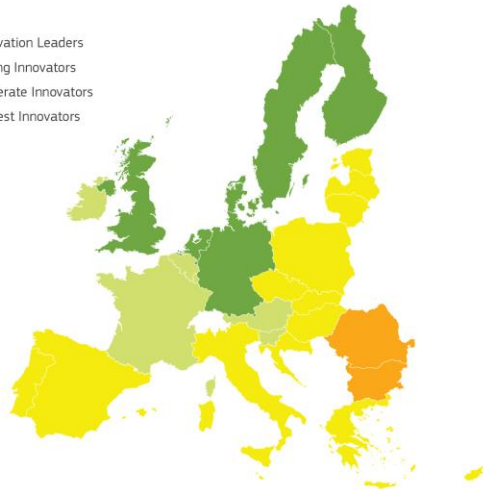 vation Leaders
ng Innovators
erate Innovators
est Innovators